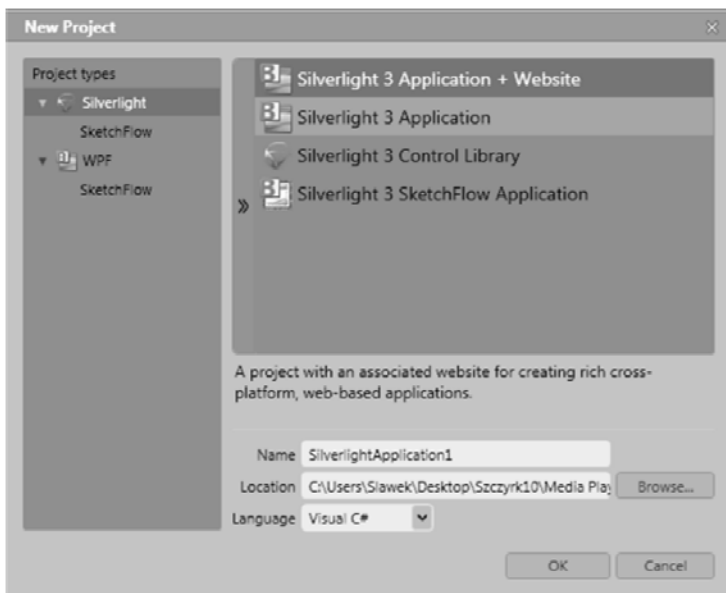 New Project
Project types
Silverlight
SketchFlow
WPF
SketchFlow
Silverlight 3 Application + Website
Silverlight 3 Application
Silverlight 3 Control Library
Silverlight 3 SketchFlow Application
A project with an associated website for creating rich cross-
platform, web-based applications.
Name SilverlightApplication1
Location C:\Users\Slawek\Desktop\Szczyrk10\Media Play Browse...
Language Visual C#
OK Cancel